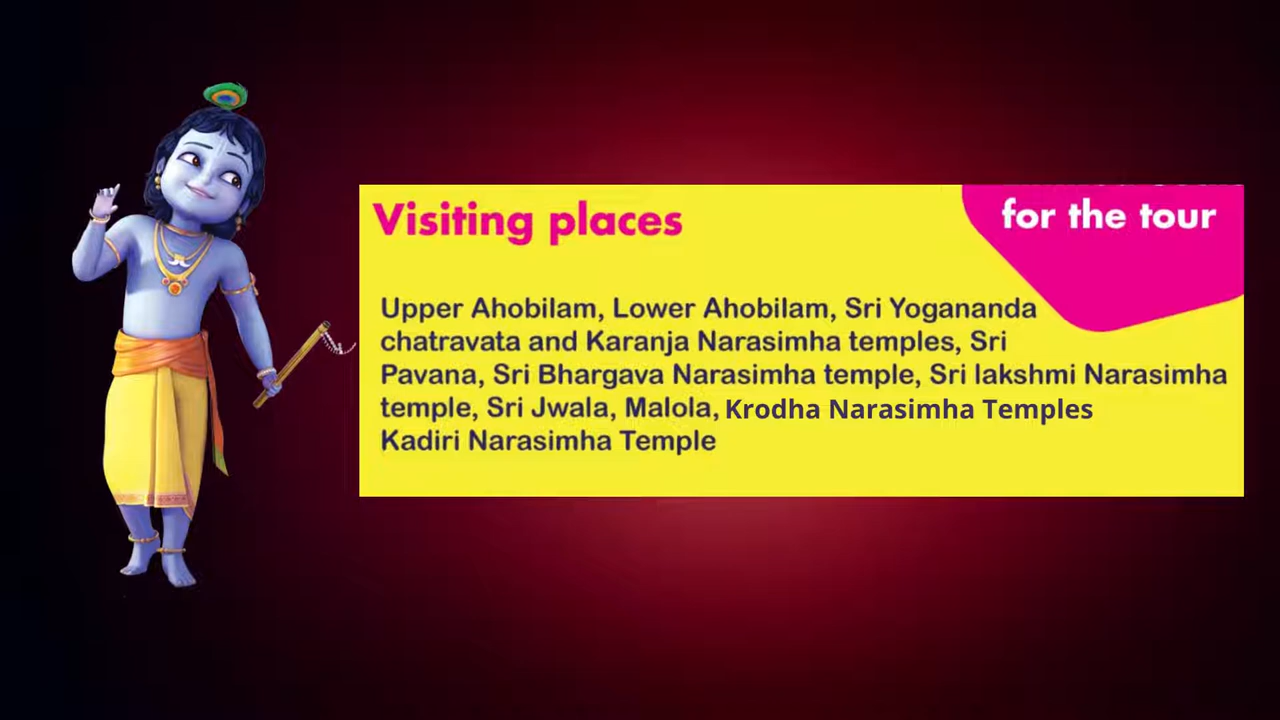 Visiting places
for the tour
Upper Ahobilam, Lower Ahobilam, Sri Yogananda
chatravata and Karanja Narasimha temples, Sri
Pavana, Sri Bhargava Narasimha temple, Sri lakshmi Narasimha
temple, Sri Jwala, Malola, Krodha Narasimha Temples
Kadiri Narasimha Temple